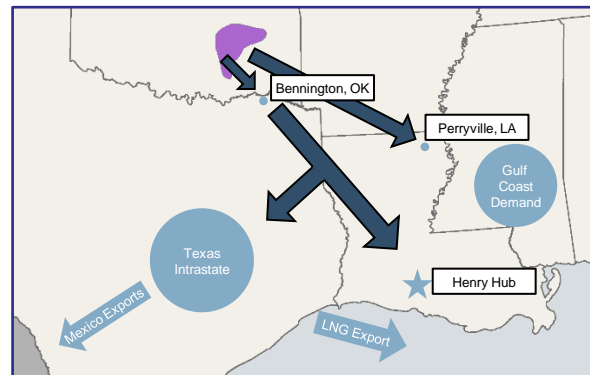 Bennington, OK
Perryville, LA
Gulf
Coast
Demand
Texas
Intrastate
Henry Hub
Mexico Exports
LNG Export